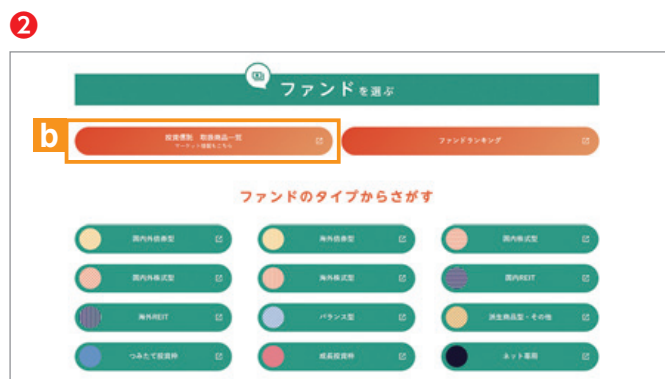 2
ファンドを選ぶ
b
投資信託 取扱商品一覧
マーケット情報もこちら
ファンドランキング
ファンドのタイプからさがす
国内外債券型
海外債券型
国内株式型
国内外株式型
海外株式型
国内REIT
海外REIT
バランス型
派生商品型・その他
つみたて投資枠
成長投資枠
ネット専用